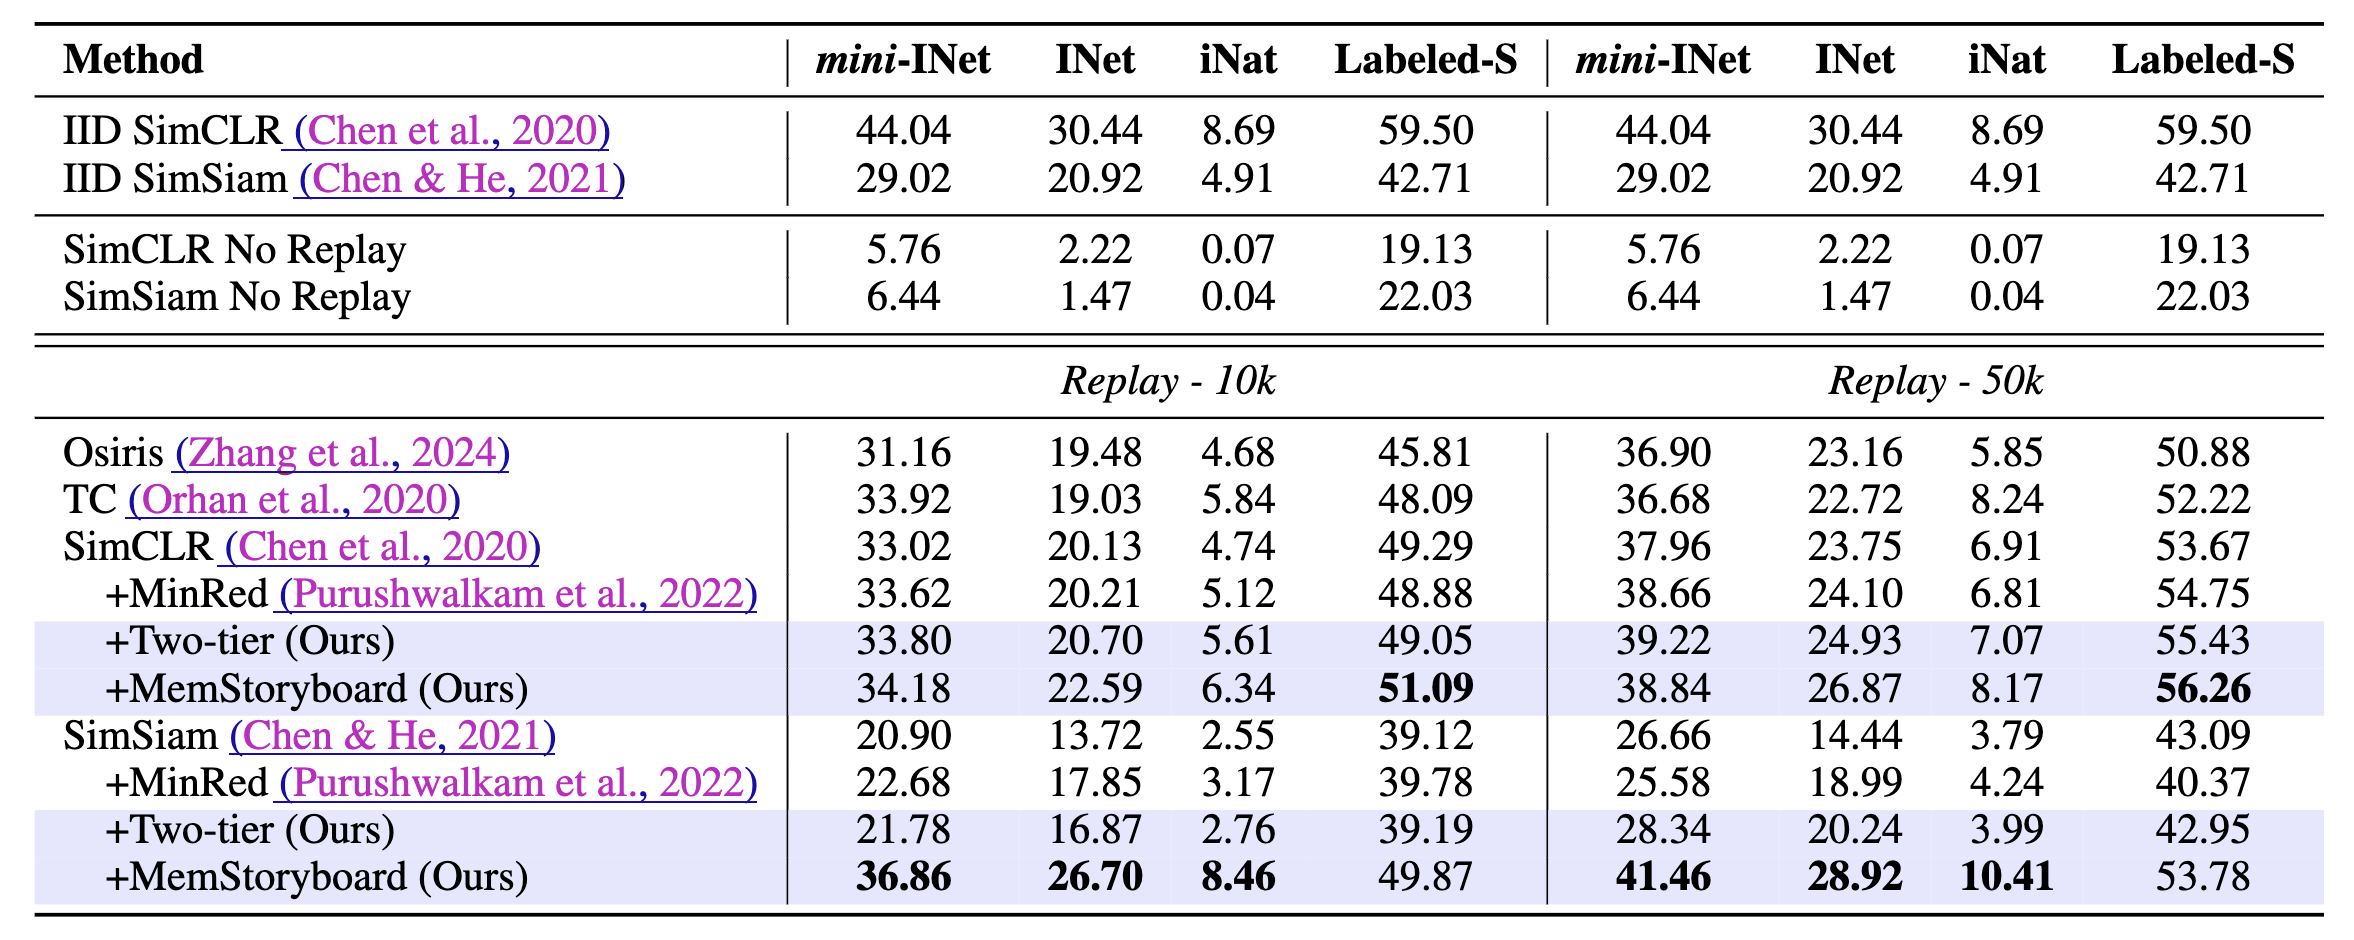 Method mini-INet INet iNat Labeled-S mini-INet INet iNat Labeled-S
IID SimCLR (Chen et al., 2020) 44.04 30.44 8.69 59.50 44.04 30.44 8.69 59.50
IID SimSiam (Chen & He, 2021) 29.02 20.92 4.91 42.71 29.02 20.92 4.91 42.71
SimCLR No Replay 5.76 2.22 0.07 19.13 5.76 2.22 0.07 19.13
SimSiam No Replay 6.44 1.47 0.04 22.03 6.44 1.47 0.04 22.03
Replay - 10k Replay - 50k
Osiris (Zhang et al., 2024) 31.16 19.48 4.68 45.81 36.90 23.16 5.85 50.88
TC (Orhan et al., 2020) 33.92 19.03 5.84 48.09 36.68 22.72 8.24 52.22
SimCLR (Chen et al., 2020) 33.02 20.13 4.74 49.29 37.96 23.75 6.91 53.67
+MinRed (Purushwalkam et al., 2022) 33.62 20.21 5.12 48.88 38.66 24.10 6.81 54.75
+Two-tier (Ours) 33.80 20.70 5.61 49.05 39.22 24.93 7.07 55.43
+MemStoryboard (Ours) 34.18 22.59 6.34 51.09 38.84 26.87 8.17 56.26
SimSiam (Chen & He, 2021) 20.90 13.72 2.55 39.12 26.66 14.44 3.79 43.09
+MinRed (Purushwalkam et al., 2022) 22.68 17.85 3.17 39.78 25.58 18.99 4.24 40.37
+Two-tier (Ours) 21.78 16.87 2.76 39.19 28.34 20.24 3.99 42.95
+MemStoryboard (Ours) 36.86 26.70 8.46 49.87 41.46 28.92 10.41 53.78